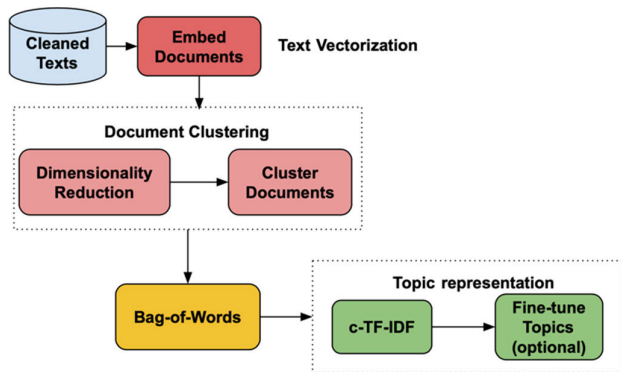 Cleaned
Texts
Embed
Documents
Text Vectorization
Document Clustering
Dimensionality
Reduction
Cluster
Documents
Bag-of-Words
Topic representation
c-TF-IDF
Fine-tune
Topics
(optional)